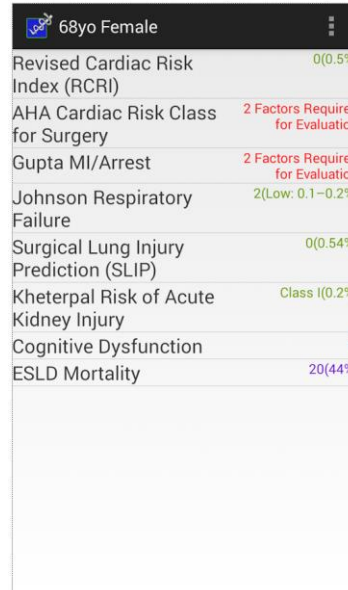 68yo Female
Revised Cardiac Risk 0(0.5%
Index (RCRI)
AHA Cardiac Risk Class 2 Factors Require
for Surgery for Evaluatio
Gupta MI/Arrest 2 Factors Require
for Evaluatio
Johnson Respiratory 2(Low: 0.1–0.2%
Failure
Surgical Lung Injury 0(0.54%
Prediction (SLIP)
Kheterpal Risk of Acute Class I(0.2%
Kidney Injury
Cognitive Dysfunction
ESLD Mortality 20(44%